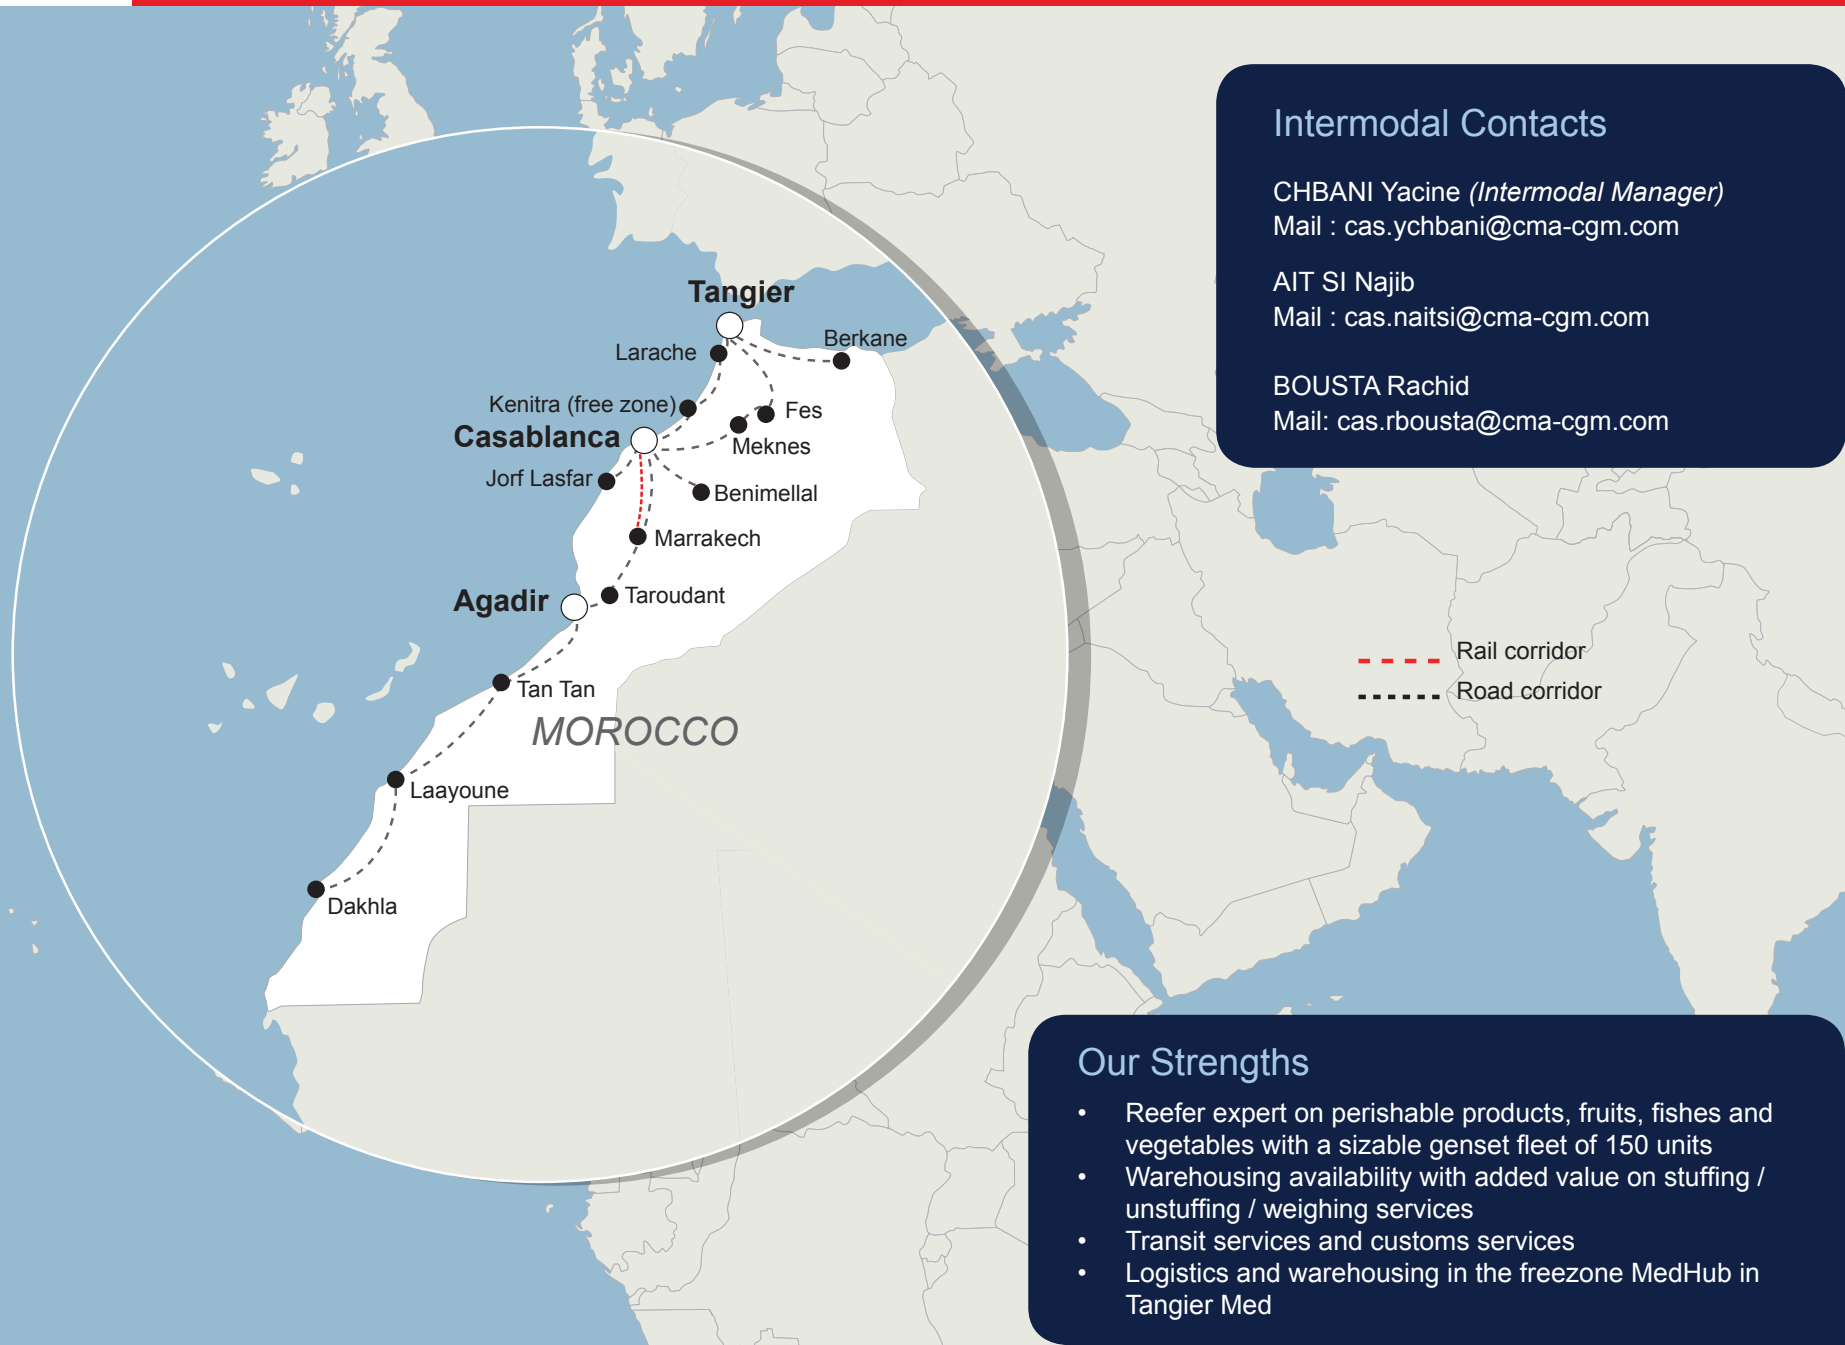 Intermodal Contacts
CHBANI Yacine (Intermodal Manager)
Mail : cas.ychbani@cma-cgm.com
AIT SI Najib
Mail : cas.naitsi@cma-cgm.com
BOUSTA Rachid
Mail: cas.rbousta@cma-cgm.com
Tangier
Berkane
Larache
Kenitra (free zone)
Fes
Casablanca
Meknes
Jorf Lasfar
Benimellal
Marrakech
Agadir
Taroudant
Tan Tan
MOROCCO
Laayoune
Dakhla
Rail corridor
Road corridor
Our Strengths
• Reefer expert on perishable products, fruits, fishes and
vegetables with a sizable genset fleet of 150 units
• Warehousing availability with added value on stuffing /
unstuffing / weighing services
• Transit services and customs services
• Logistics and warehousing in the freezone MedHub in
Tangier Med